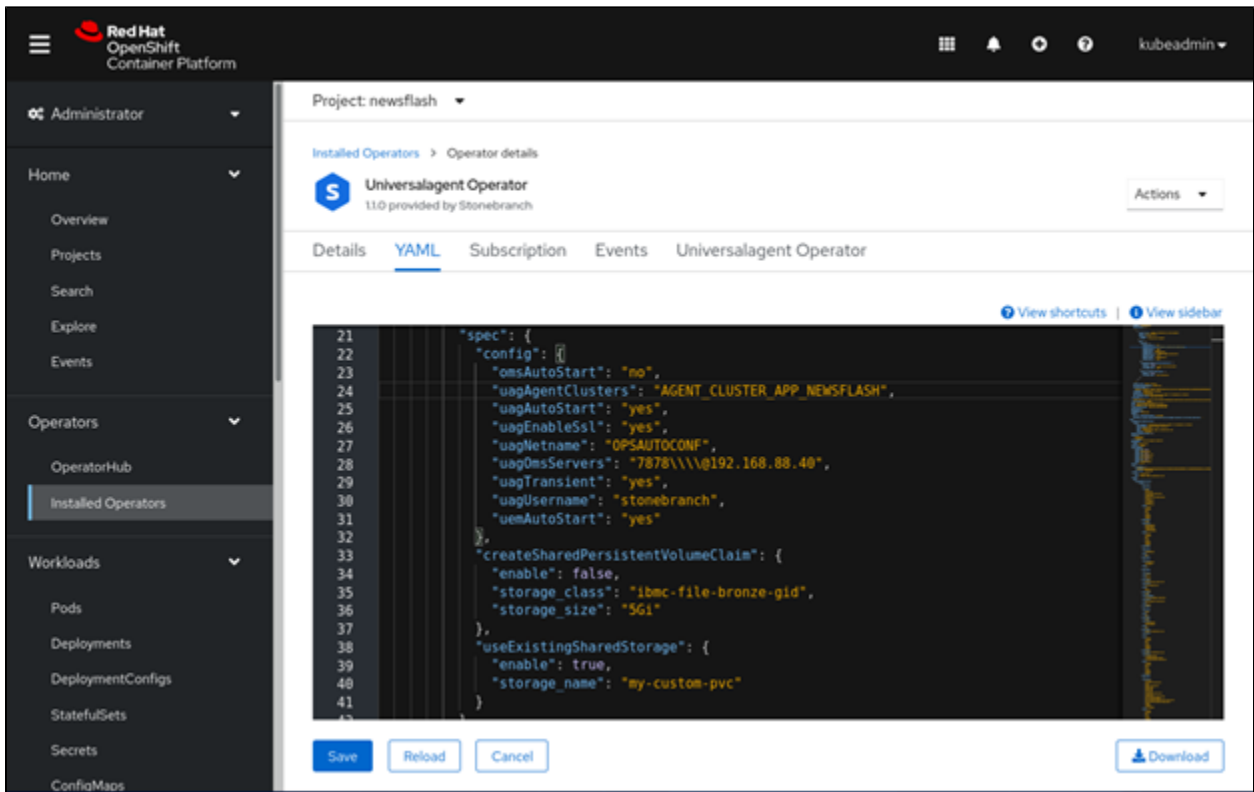 Red Hat
OpenShift
Container Platform
kubeadmin
Administrator
Home
Overview
Projects
Search
Explore
Events
Operators
OperatorHub
Installed Operators
Workloads
Pods
Deployments
DeploymentConfigs
StatefulSets
Secrets
ConfigMaps
Project: newsflash
Installed Operators > Operator details
S
Universalagent Operator
1.1.0 provided by Stonebranch
Actions
Details YAML Subscription Events Universalagent Operator
View shortcuts | View sidebar
21 "spec": {
22 "config": {
23 "omsAutoStart": "no",
24 "uagAgentClusters": "AGENT_CLUSTER_APP_NEWSFLASH",
25 "uagAutoStart": "yes",
26 "uagEnableSsl": "yes",
27 "uagNetname": "OPSAUTOCONF",
28 "uagOmsServers": "7878\\\\@192.168.88.40",
29 "uagTransient": "yes",
30 "uagUsername": "stonebranch",
31 "uemAutoStart": "yes"
32 },
33 "createSharedPersistentVolumeClaim": {
34 "enable": false,
35 "storage_class": "ibmc-file-bronze-gid",
36 "storage_size": "5Gi"
37 },
38 "useExistingSharedStorage": {
39 "enable": true,
40 "storage_name": "my-custom-pvc"
41 }
Save Reload Cancel Download